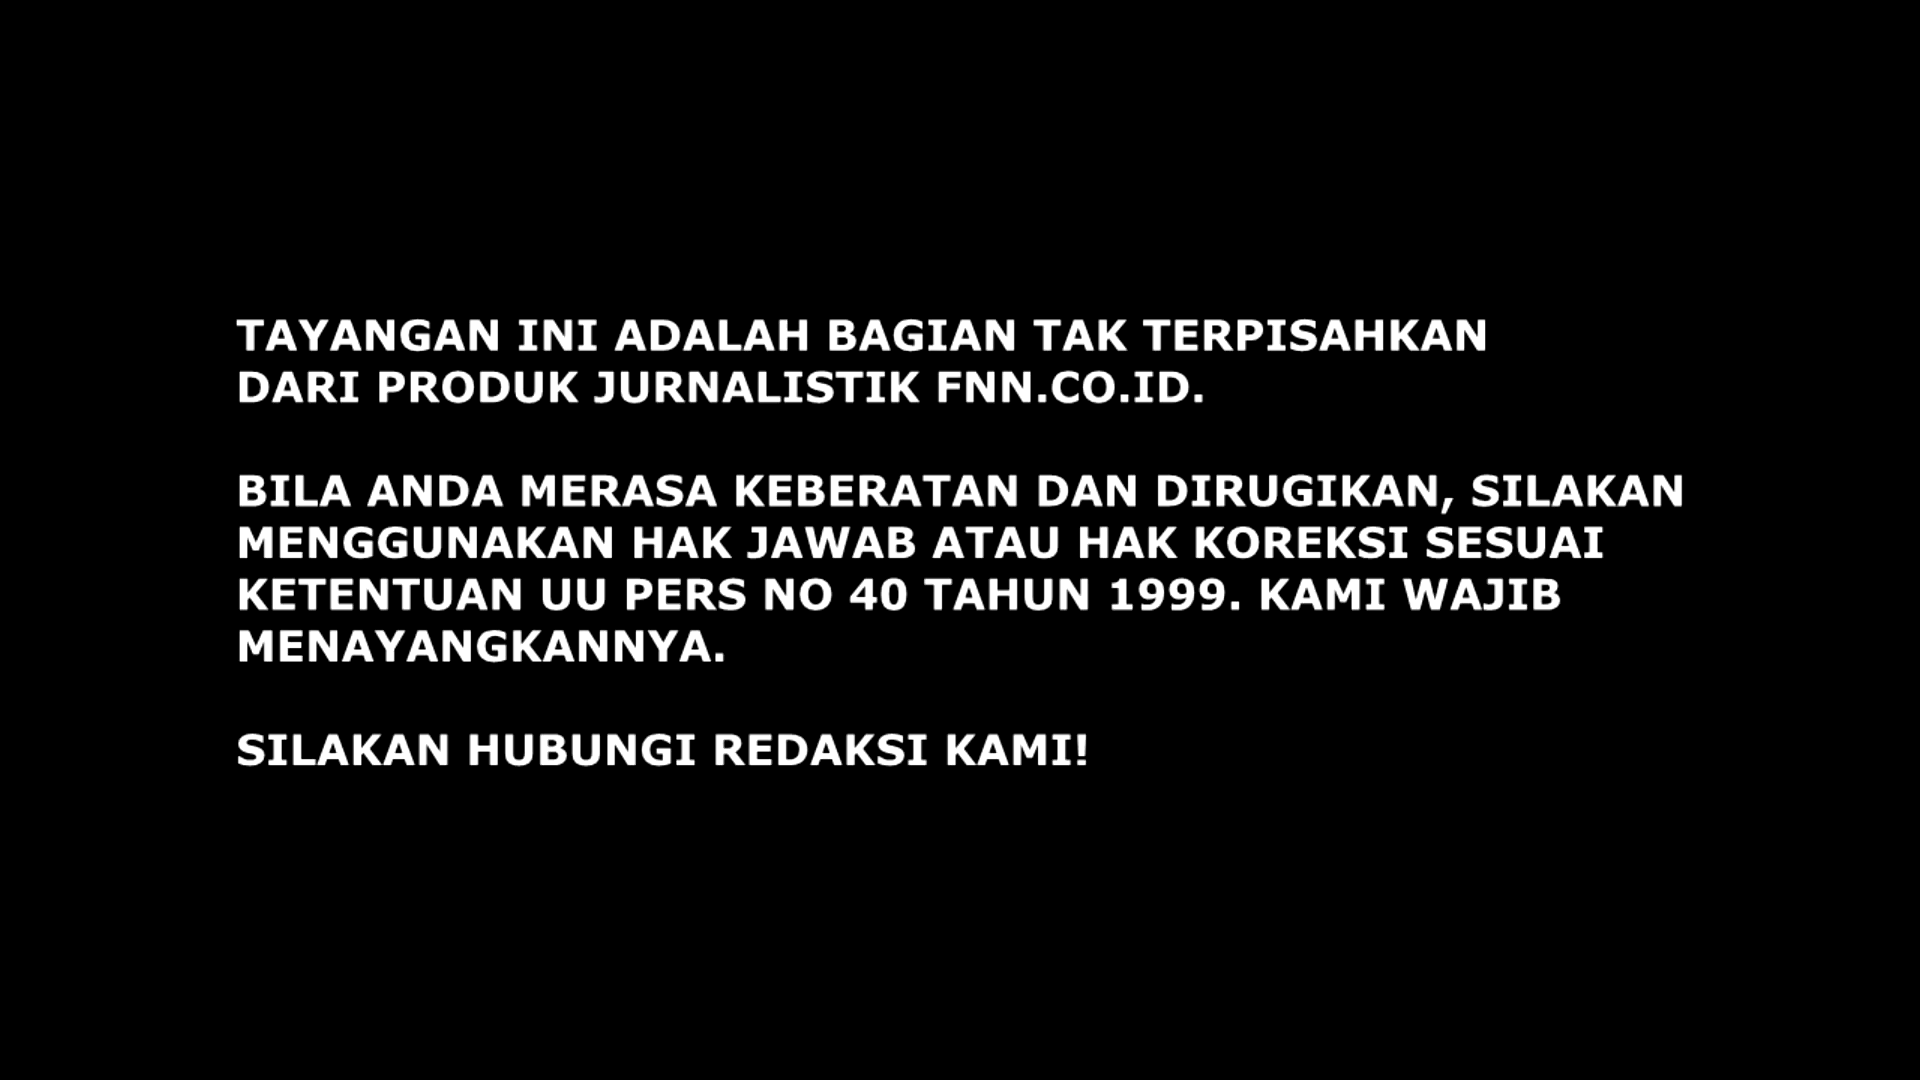 TAYANGAN INI ADALAH BAGIAN TAK TERPISAHKAN
DARI PRODUK JURNALISTIK FNN.CO.ID.
BILA ANDA MERASA KEBERATAN DAN DIRUGIKAN, SILAKAN
MENGGUNAKAN HAK JAWAB ATAU HAK KOREKSI SESUAI
KETENTUAN UU PERS NO 40 TAHUN 1999. KAMI WAJIB
MENAYANGKANNYA.
SILAKAN HUBUNGI REDAKSI KAMI!